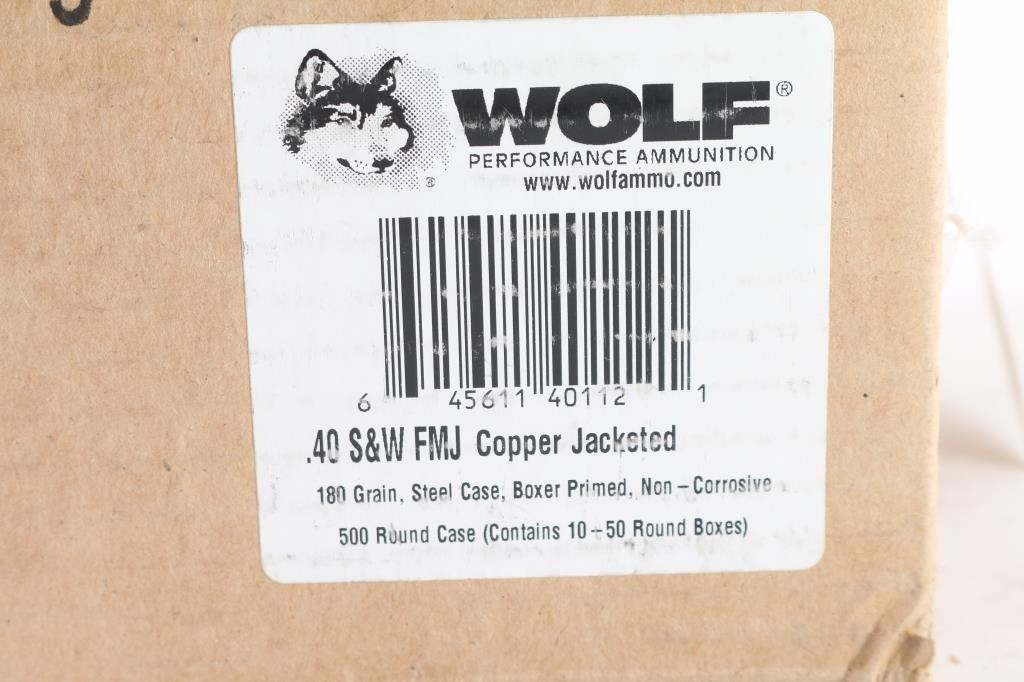 WOLF®
PERFORMANCE AMMUNITION
®
www.wolfammo.com
6 45611 40112 1
.40 S&W FMJ Copper Jacketed
180 Grain, Steel Case, Boxer Primed, Non-Corrosive
500 Round Case (Contains 10-50 Round Boxes)